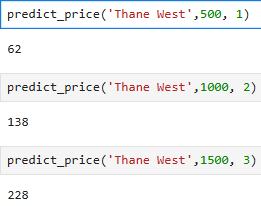 predict_price('Thane West',500, 1)
62
predict_price('Thane West',1000, 2)
138
predict_price('Thane West',1500, 3)
228